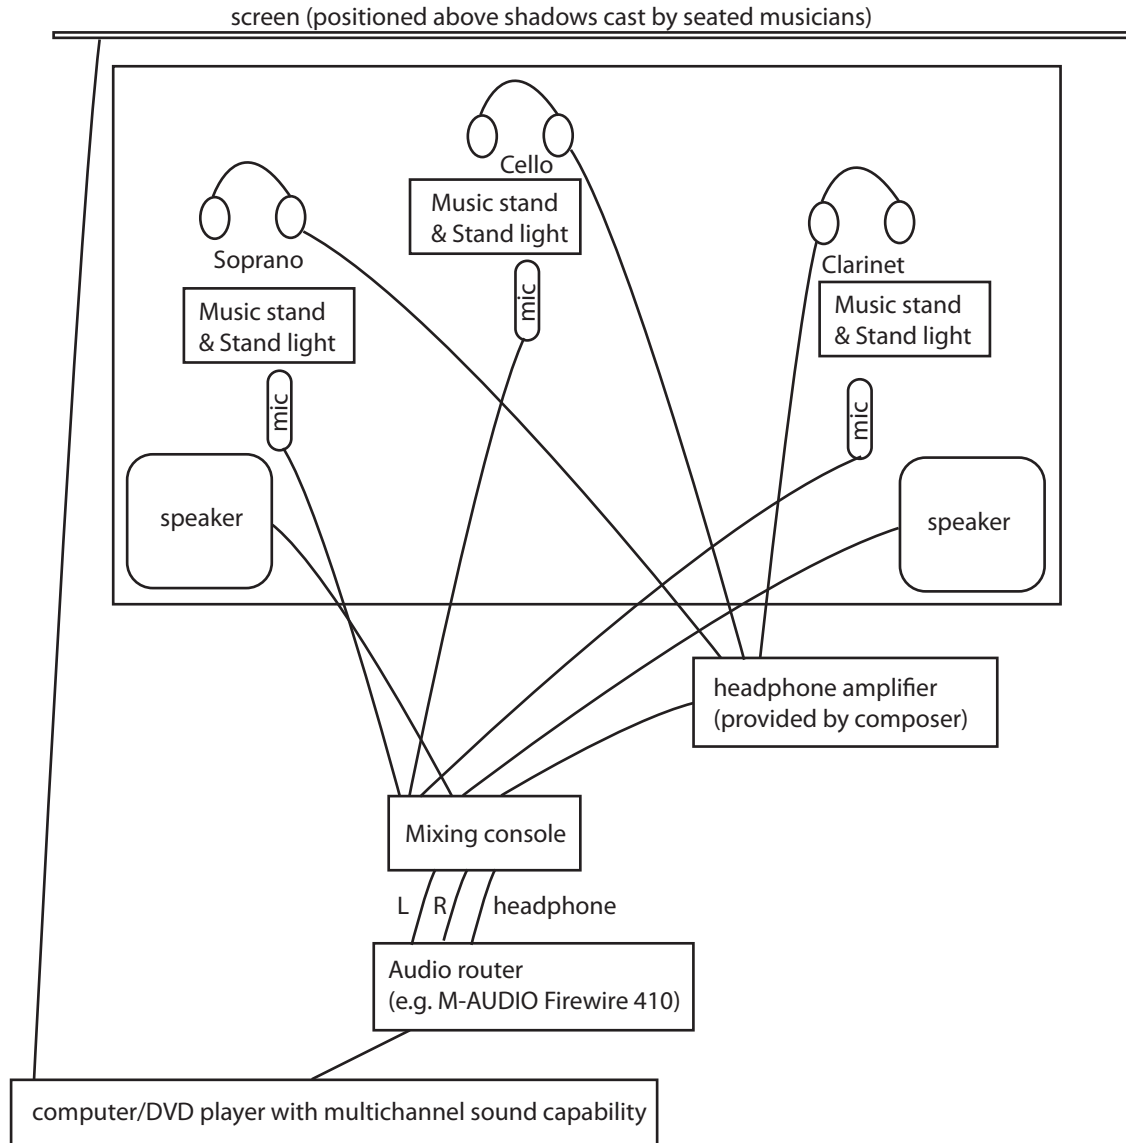 screen (positioned above shadows cast by seated musicians)
Cello
Music stand
& Stand light
mic
Soprano
Music stand
& Stand light
mic
Clarinet
Music stand
& Stand light
mic
speaker
speaker
headphone amplifier
(provided by composer)
Mixing console
L R headphone
Audio router
(e.g. M-AUDIO Firewire 410)
computer/DVD player with multichannel sound capability